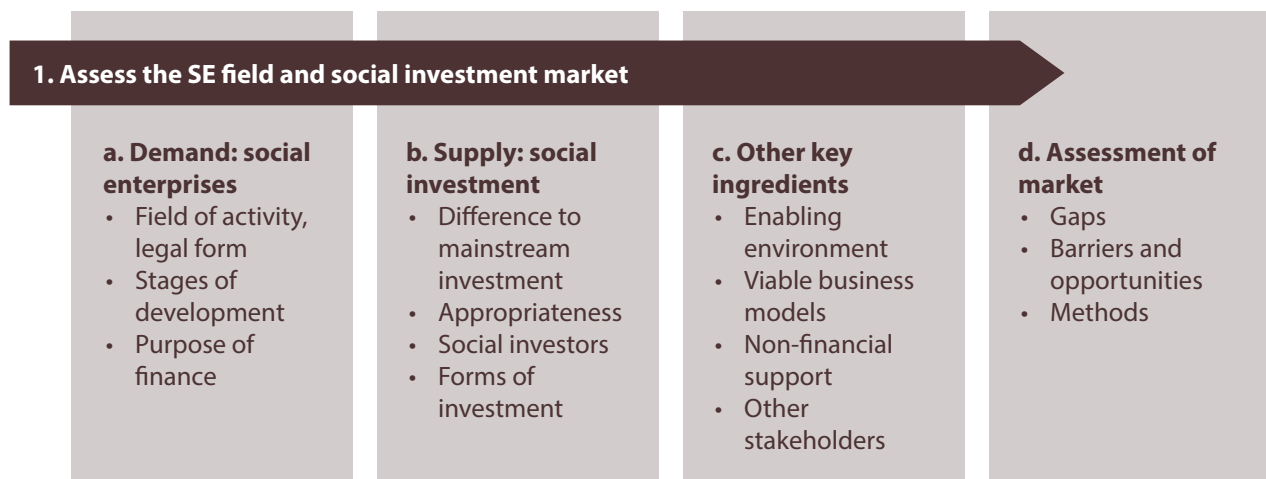 1. Assess the SE field and social investment market
a. Demand: social
enterprises
• Field of activity,
legal form
• Stages of
development
• Purpose of
finance
b. Supply: social
investment
• Difference to
mainstream
investment
• Appropriateness
• Social investors
• Forms of
investment
c. Other key
ingredients
• Enabling
environment
• Viable business
models
• Non-financial
support
• Other
stakeholders
d. Assessment of
market
• Gaps
• Barriers and
opportunities
• Methods